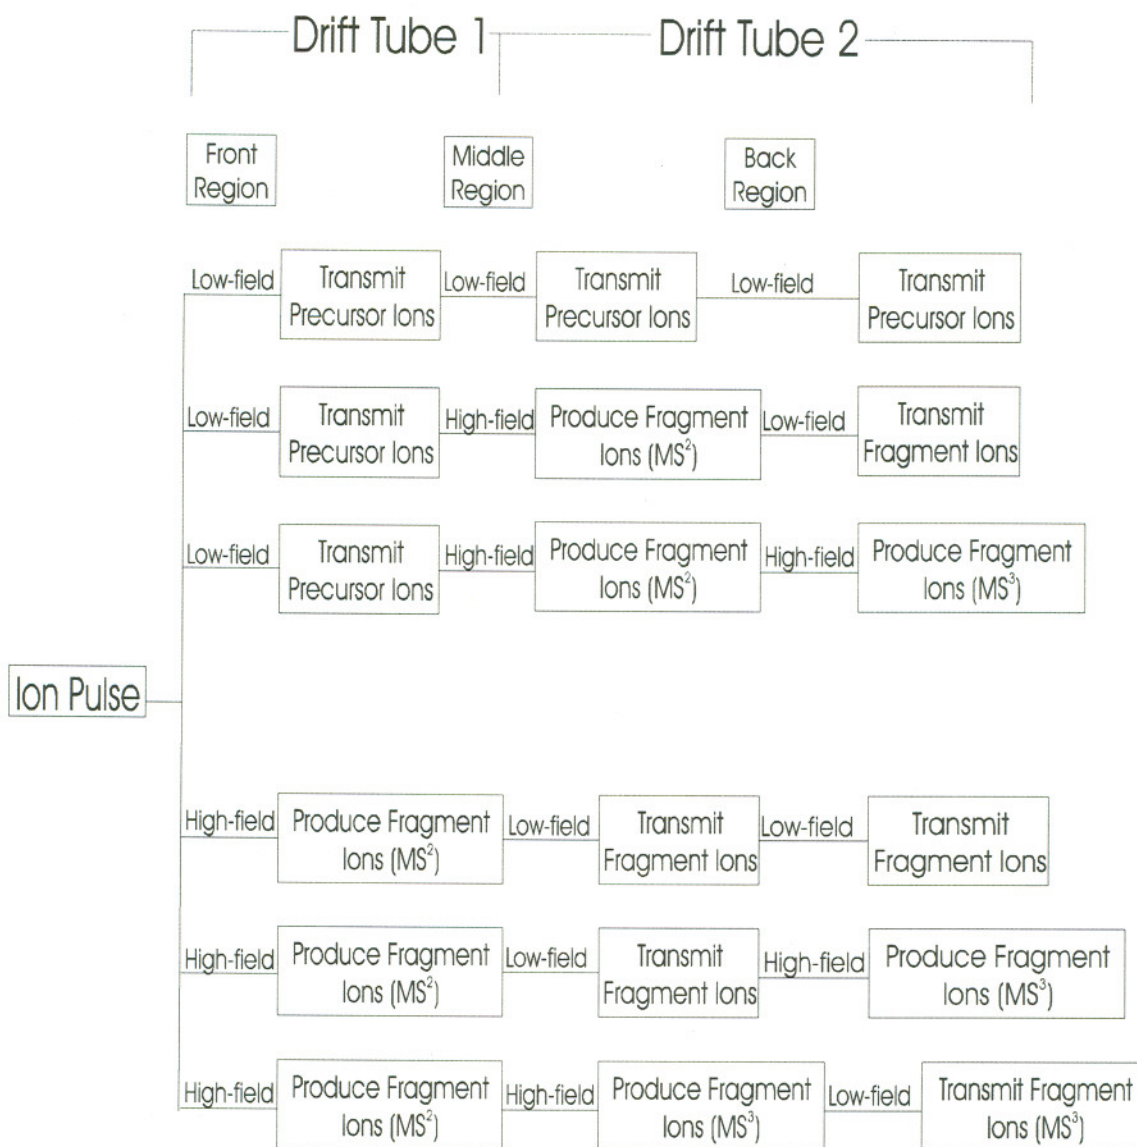 Drift Tube 1
Drift Tube 2
Front
Region
Middle
Region
Back
Region
Low-field
Transmit
Precursor Ions
Low-field
Transmit
Precursor Ions
Low-field
Transmit
Precursor Ions
Low-field
Transmit
Precursor Ions
High-field
Produce Fragment
Ions (MS²)
Low-field
Transmit
Fragment Ions
Low-field
Transmit
Precursor Ions
High-field
Produce Fragment
Ions (MS²)
High-field
Produce Fragment
Ions (MS³)
Ion Pulse
High-field
Produce Fragment
Ions (MS²)
Low-field
Transmit
Fragment Ions
Low-field
Transmit
Fragment Ions
High-field
Produce Fragment
Ions (MS²)
Low-field
Transmit
Fragment Ions
High-field
Produce Fragment
Ions (MS³)
High-field
Produce Fragment
Ions (MS²)
High-field
Produce Fragment
Ions (MS³)
Low-field
Transmit Fragment
Ions (MS³)